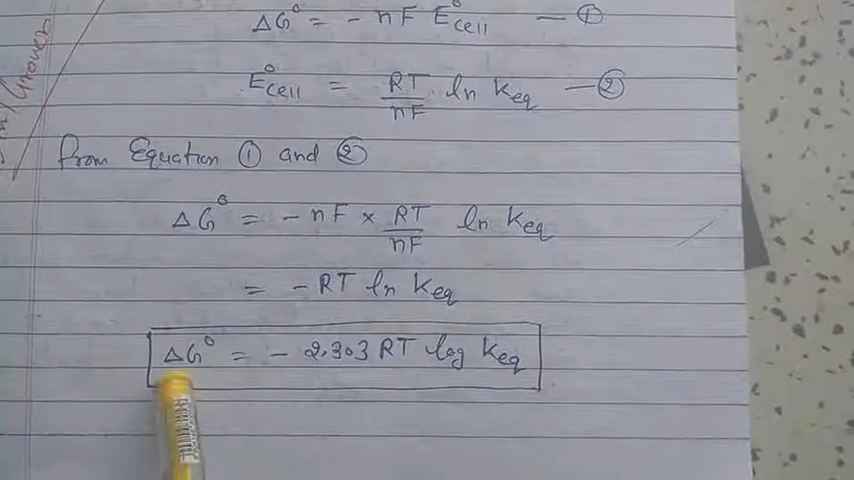 ΔG° = - nF E°cell — ①
E°cell = RT/nF ln Keq — ②
from Equation ① and ②
ΔG° = - nF × RT/nF ln Keq
= - RT ln Keq
ΔG° = - 2.303 RT log Keq